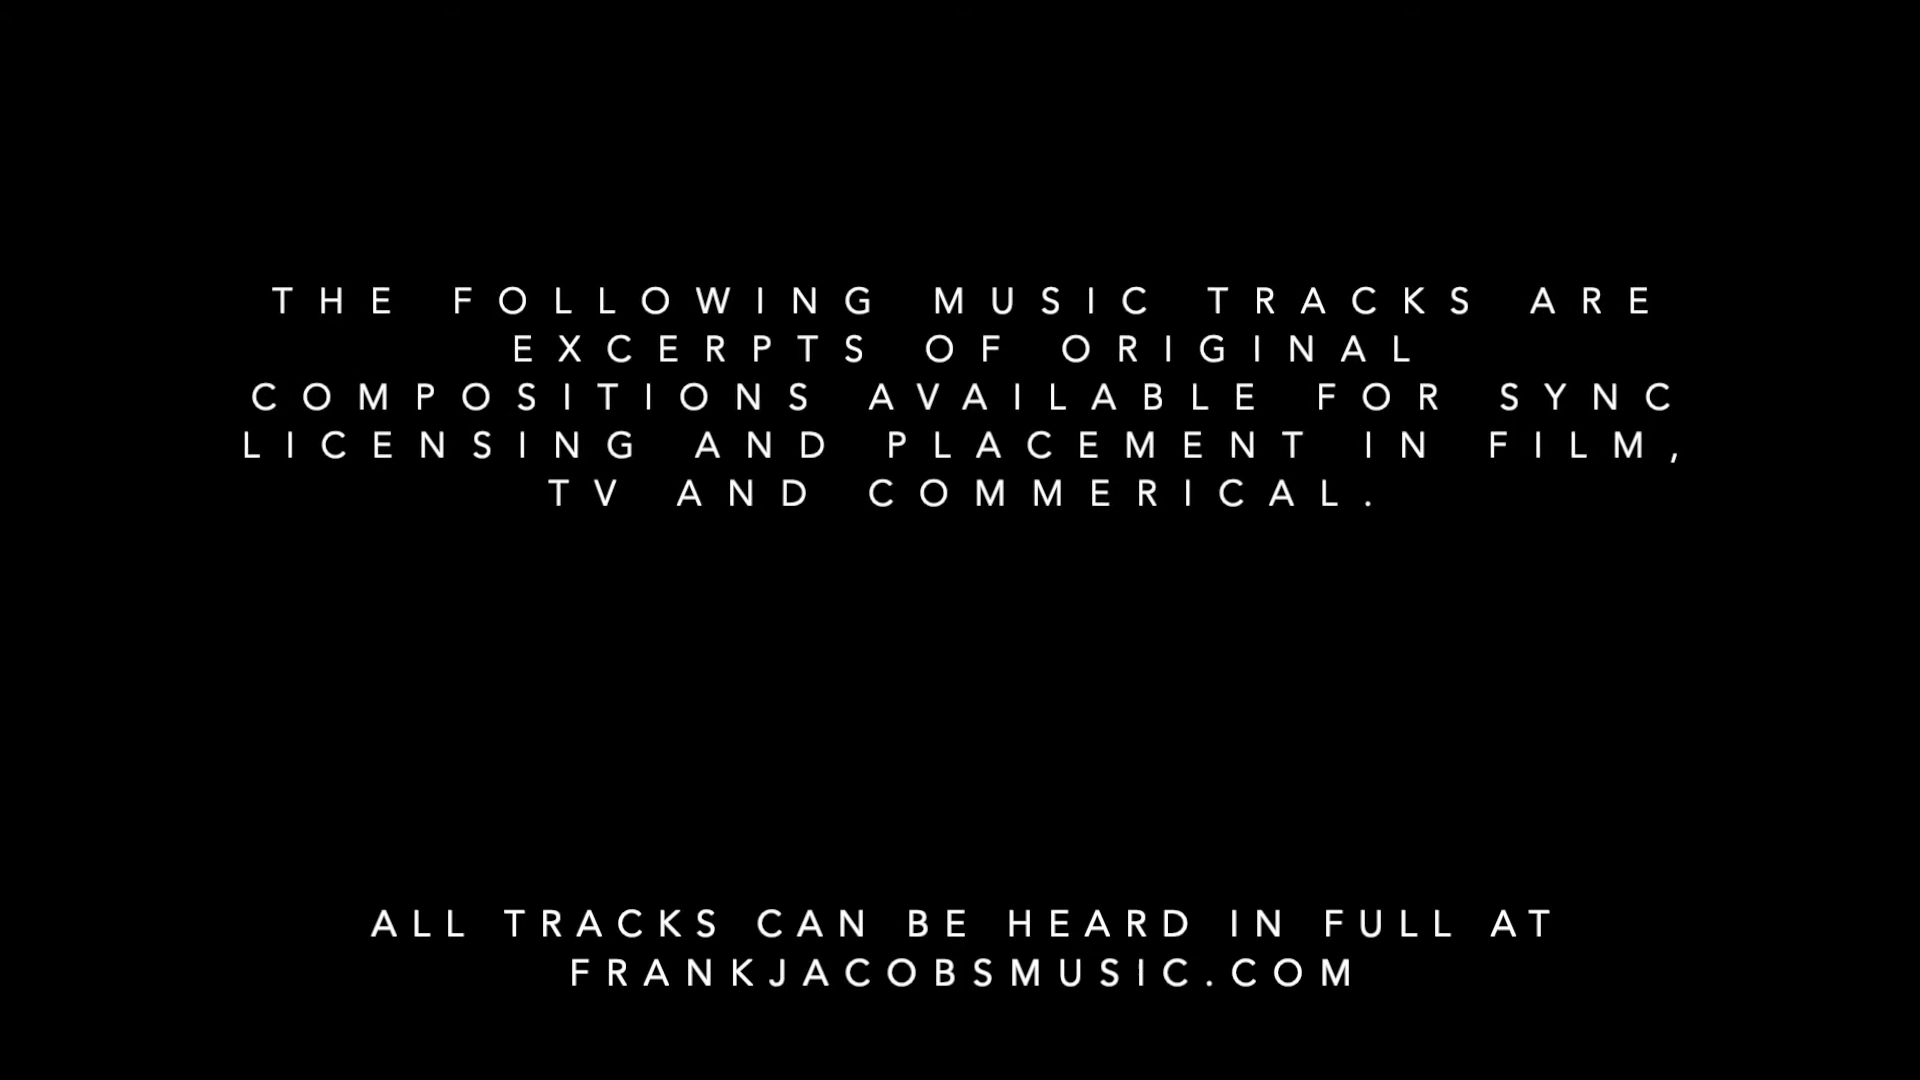 THE FOLLOWING MUSIC TRACKS ARE
EXCERPTS OF ORIGINAL
COMPOSITIONS AVAILABLE FOR SYNC
LICENSING AND PLACEMENT IN FILM,
TV AND COMMERICAL.
ALL TRACKS CAN BE HEARD IN FULL AT
FRANKJACOBSMUSIC.COM